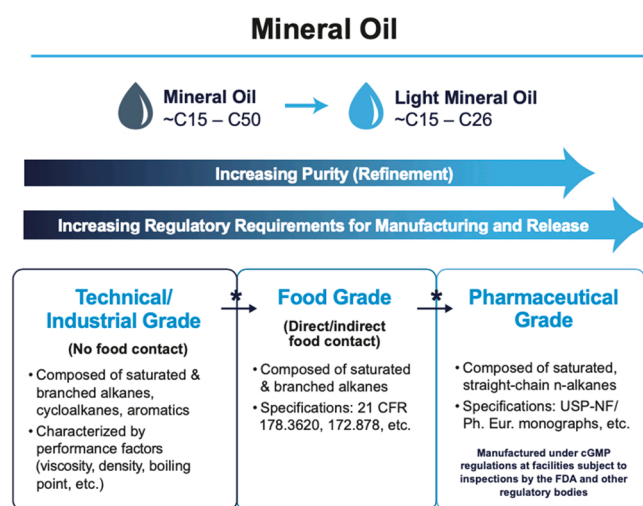 Mineral Oil
Mineral Oil
~C15 – C50
Light Mineral Oil
~C15 – C26
Increasing Purity (Refinement)
Increasing Regulatory Requirements for Manufacturing and Release
Technical/
Industrial Grade
(No food contact)
• Composed of saturated &
branched alkanes,
cycloalkanes, aromatics
• Characterized by
performance factors
(viscosity, density, boiling
point, etc.)
*
Food Grade
(Direct/indirect
food contact)
• Composed of saturated
& branched alkanes
• Specifications: 21 CFR
178.3620, 172.878, etc.
*
Pharmaceutical
Grade
• Composed of saturated,
straight-chain n-alkanes
• Specifications: USP-NF/
Ph. Eur. monographs, etc.
Manufactured under cGMP
regulations at facilities subject to
inspections by the FDA and other
regulatory bodies